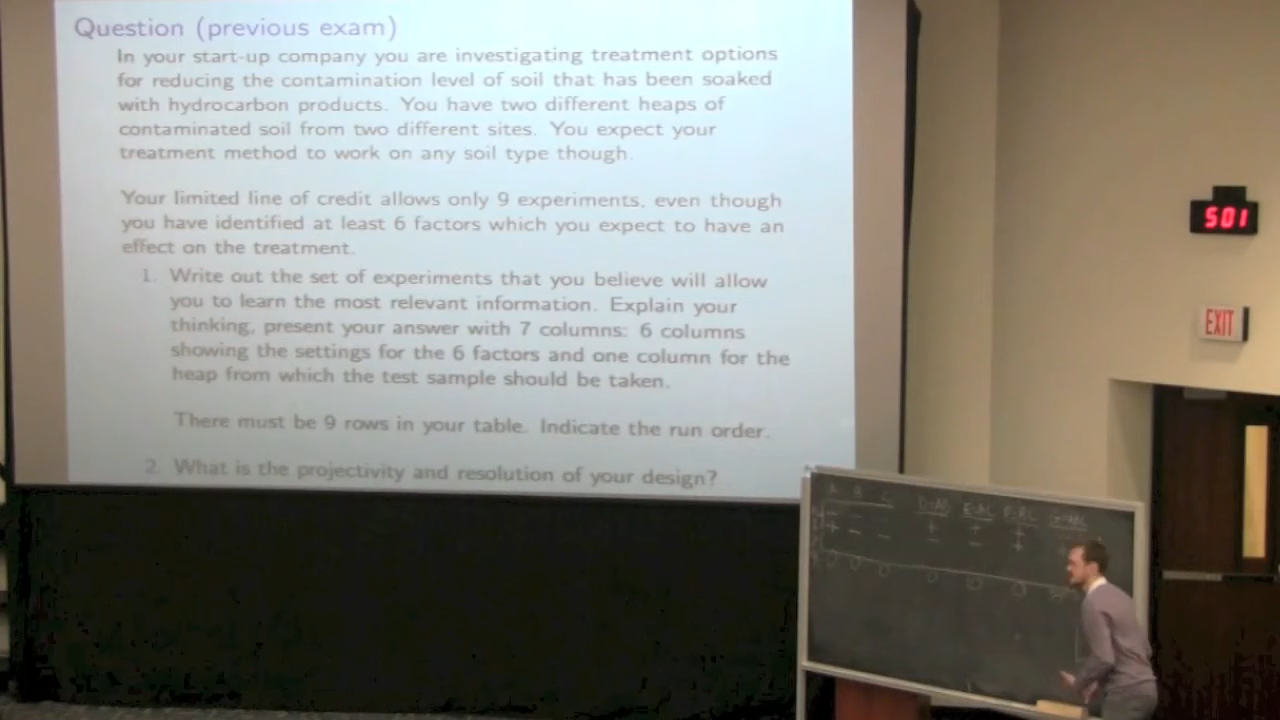 Question (previous exam)
In your start-up company you are investigating treatment options
for reducing the contamination level of soil that has been soaked
with hydrocarbon products. You have two different heaps of
contaminated soil from two different sites. You expect your
treatment method to work on any soil type though.
Your limited line of credit allows only 9 experiments, even though
you have identified at least 6 factors which you expect to have an
effect on the treatment.
1. Write out the set of experiments that you believe will allow
you to learn the most relevant information. Explain your
thinking, present your answer with 7 columns: 6 columns
showing the settings for the 6 factors and one column for the
heap from which the test sample should be taken.
There must be 9 rows in your table. Indicate the run order.
2. What is the projectivity and resolution of your design?
501
EXIT
A B C D=AB E=AC F=BC
- - - + + +
+ - - - - +
0 0 0 0 0 0